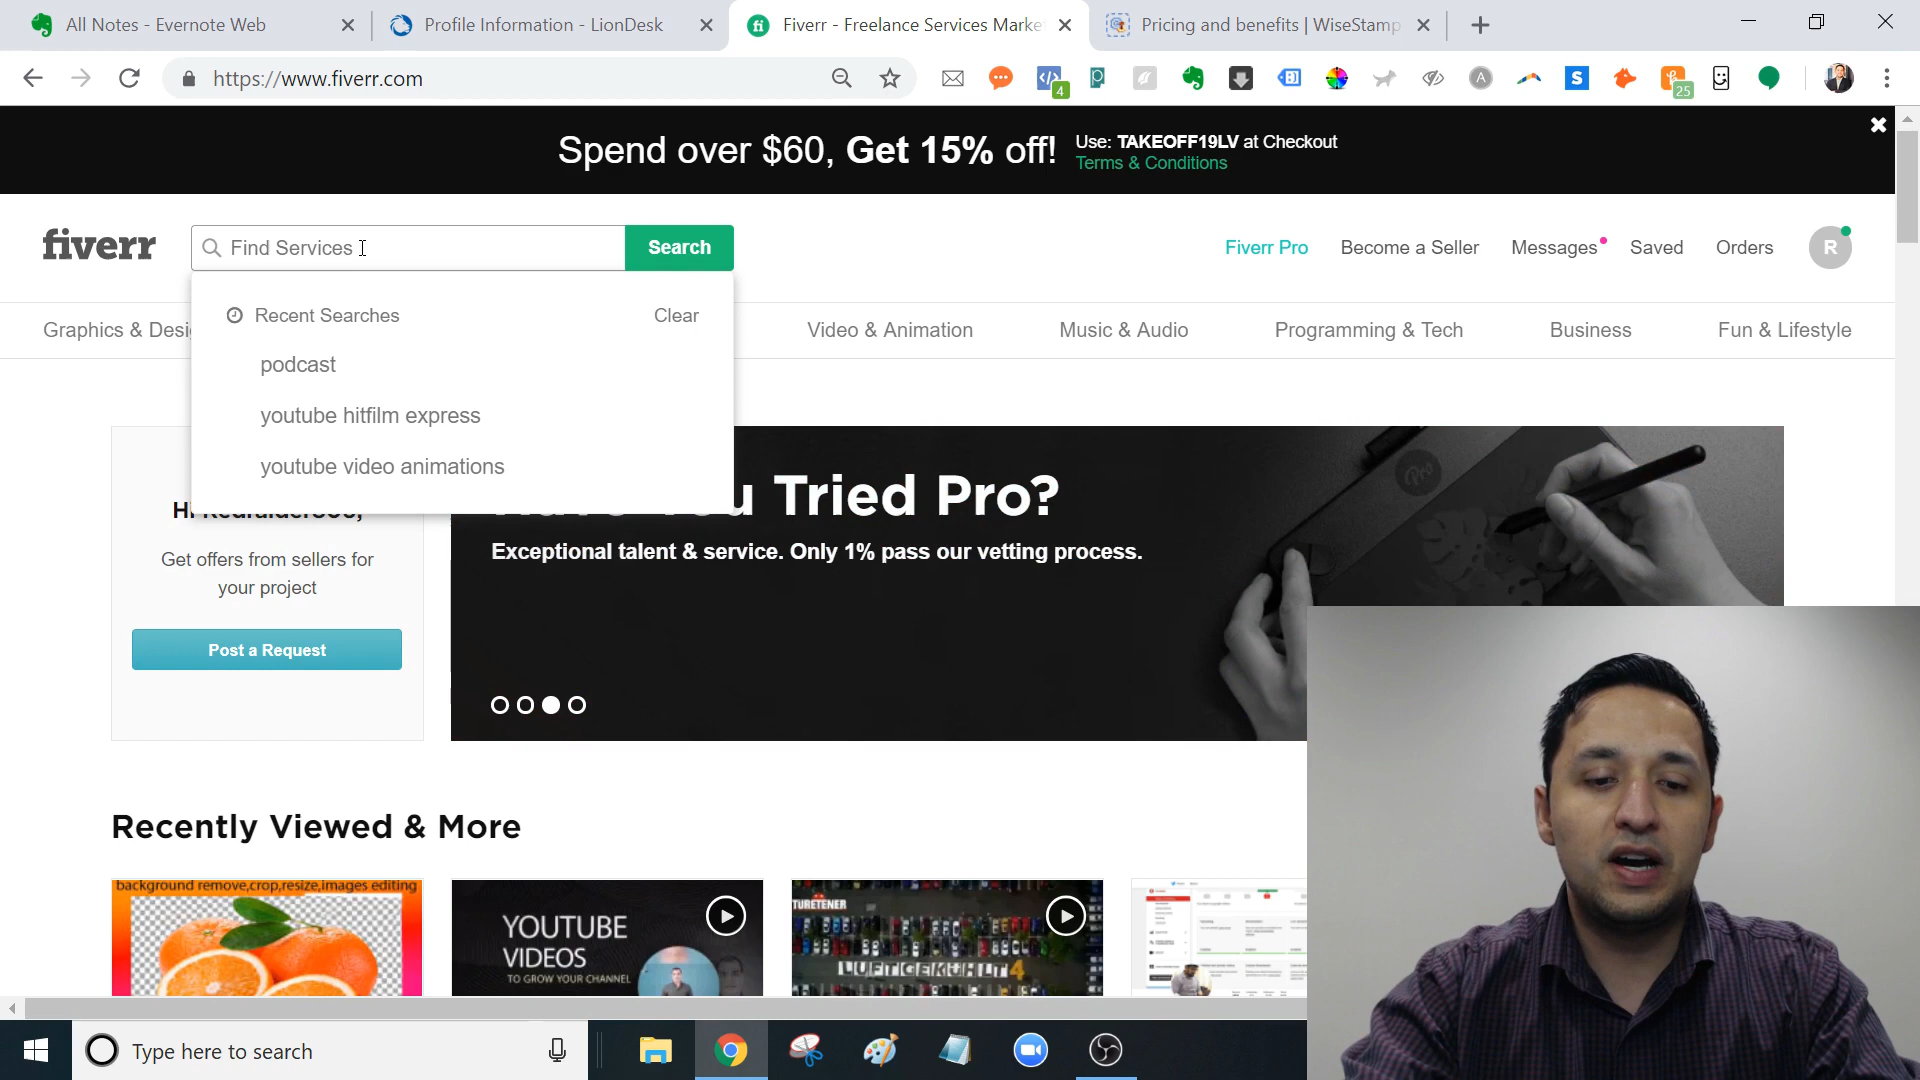 All Notes - Evernote Web
Profile Information - LionDesk
Fiverr - Freelance Services Marke
Pricing and benefits | WiseStamp
https://www.fiverr.com
4
25
Spend over $60, Get 15% off!
Use: TAKEOFF19LV at Checkout
Terms & Conditions
fiverr
Find Services
Search
Fiverr Pro
Become a Seller
Messages
Saved
Orders
R
Recent Searches
Clear
podcast
youtube hitfilm express
youtube video animations
Graphics & Desi
Video & Animation
Music & Audio
Programming & Tech
Business
Fun & Lifestyle
u Tried Pro?
Exceptional talent & service. Only 1% pass our vetting process.
Get offers from sellers for
your project
Post a Request
Recently Viewed & More
background remove,crop,resize,images editing
YOUTUBE
VIDEOS
TO GROW YOUR CHANNEL
TURETENER
LUFTGEKÜHLT 4
Type here to search